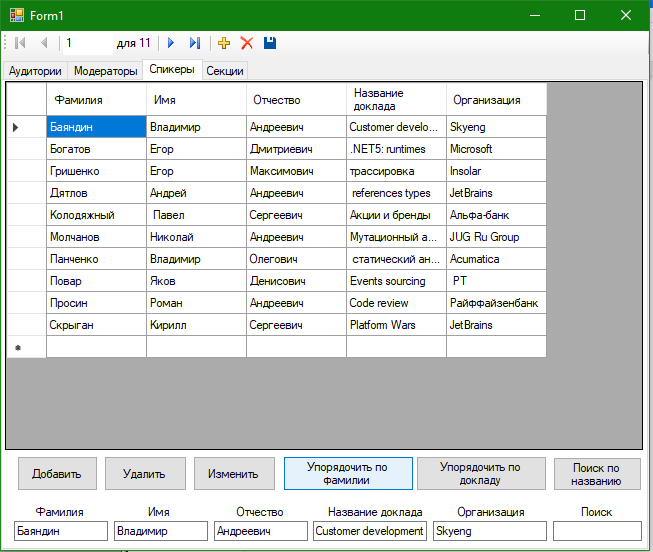 Form1
1 для 11
Аудитории Модераторы Спикеры Секции
Фамилия Имя Отчество Название доклада Организация
Баяндин Владимир Андреевич Customer develo... Skyeng
Богатов Егор Дмитриевич .NET5: runtimes Microsoft
Гришенко Егор Максимович трассировка Insolar
Дятлов Андрей Андреевич references types JetBrains
Колодяжный Павел Сергеевич Акции и бренды Альфа-банк
Молчанов Николай Андреевич Мутационный а... JUG Ru Group
Панченко Владимир Олегович статический ан... Acumatica
Повар Яков Денисович Events sourcing PT
Просин Роман Андреевич Code review Райффайзенбанк
Скрыган Кирилл Сергеевич Platform Wars JetBrains
Добавить Удалить Изменить Упорядочить по фамилии Упорядочить по докладу Поиск по названию
Фамилия Имя Отчество Название доклада Организация Поиск
Баяндин Владимир Андреевич Customer development Skyeng